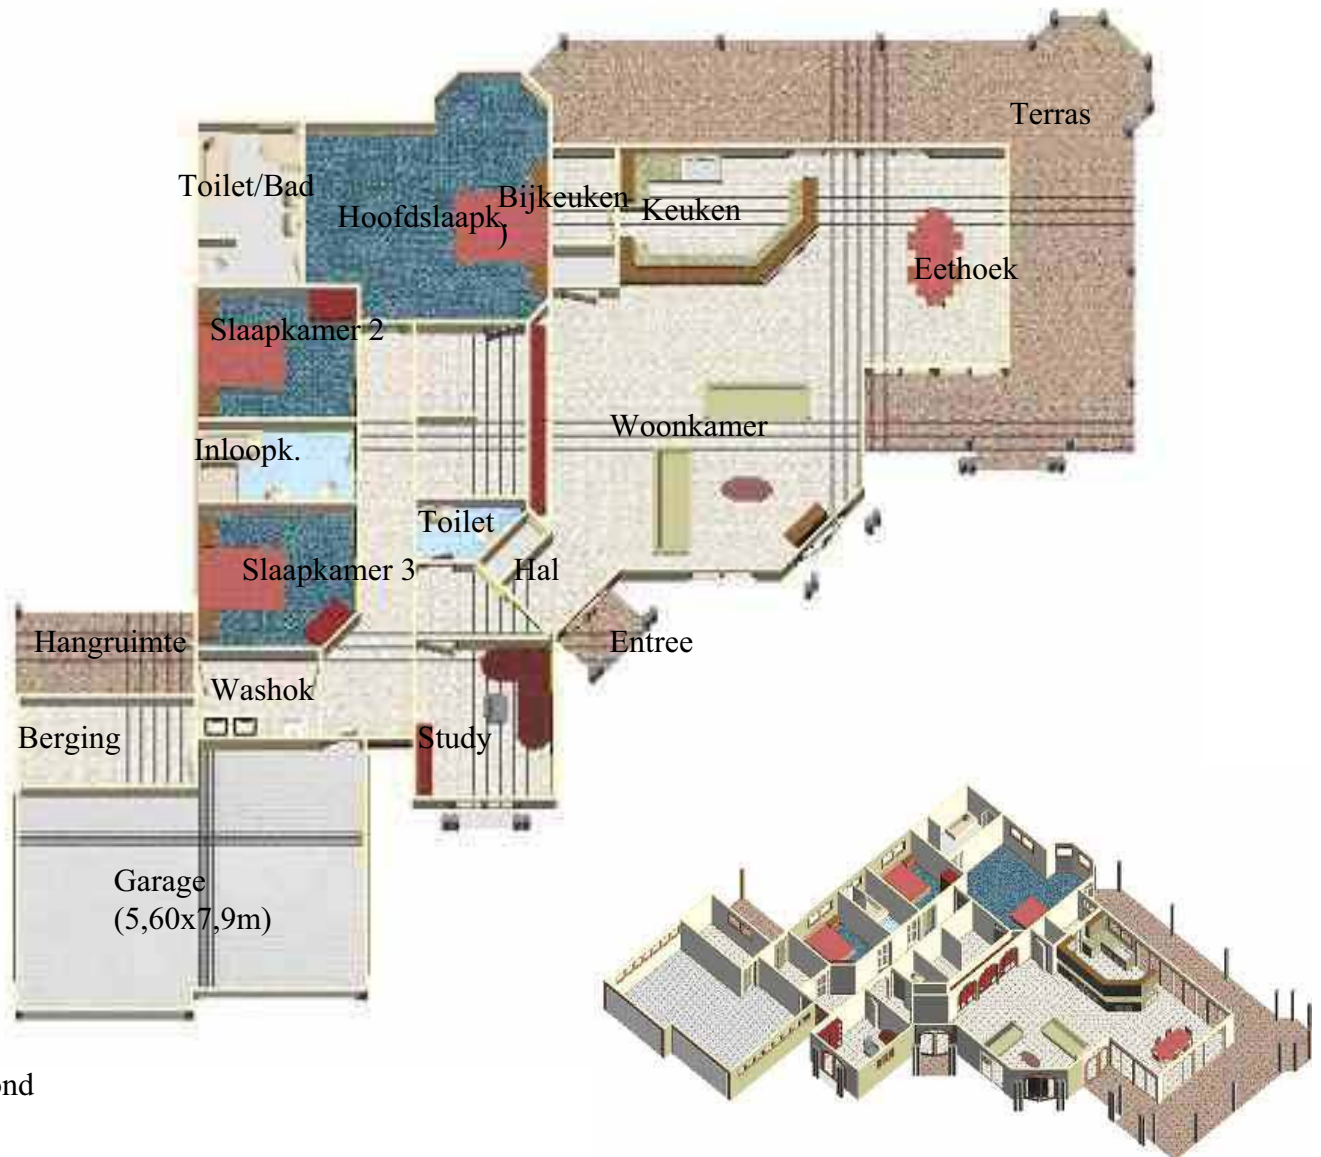 Terras
Toilet/Bad
Bijkeuken
Keuken
Hoofdslaapk.
)
Eethoek
Slaapkamer 2
Woonkamer
Inloopk.
Toilet
Slaapkamer 3
Hal
Hangruimte
Entree
Washok
Berging
Study
Garage
(5,60x7,9m)
ond